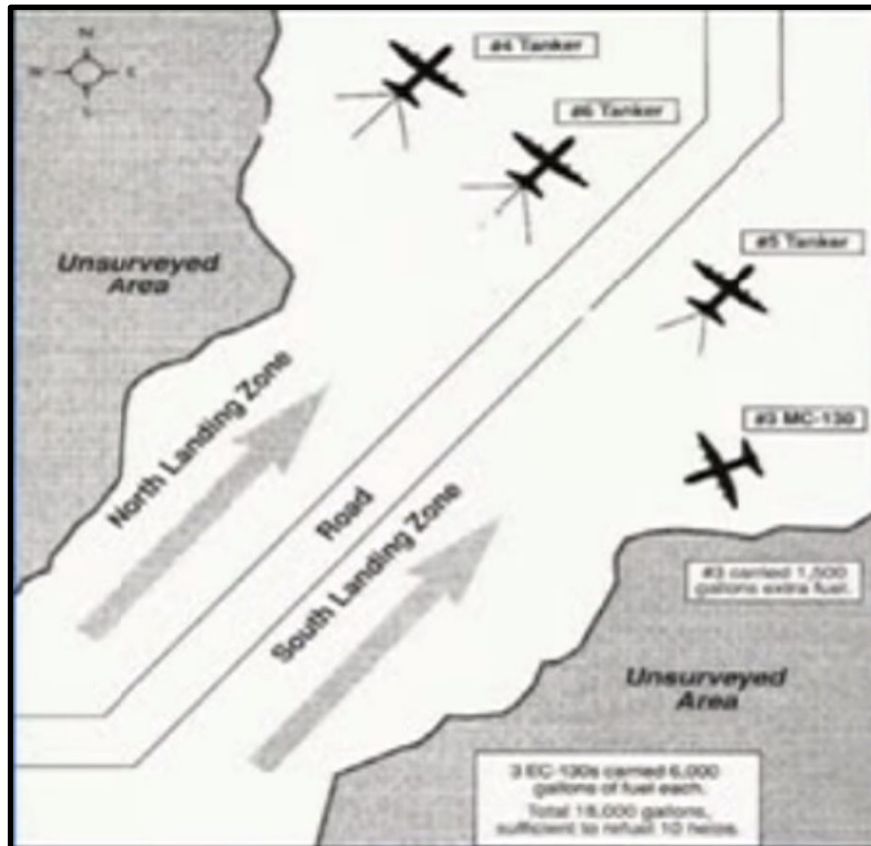 N
W E
#4 Tanker
#6 Tanker
#5 Tanker
Unsurveyed
Area
North Landing Zone
#3 MC-130
Road
South Landing Zone
#3 carried 1,500
gallons extra fuel.
Unsurveyed
Area
3 EC-130s carried 6,000
gallons of fuel each.
Total 18,000 gallons,
sufficient to refuel 10 helos.